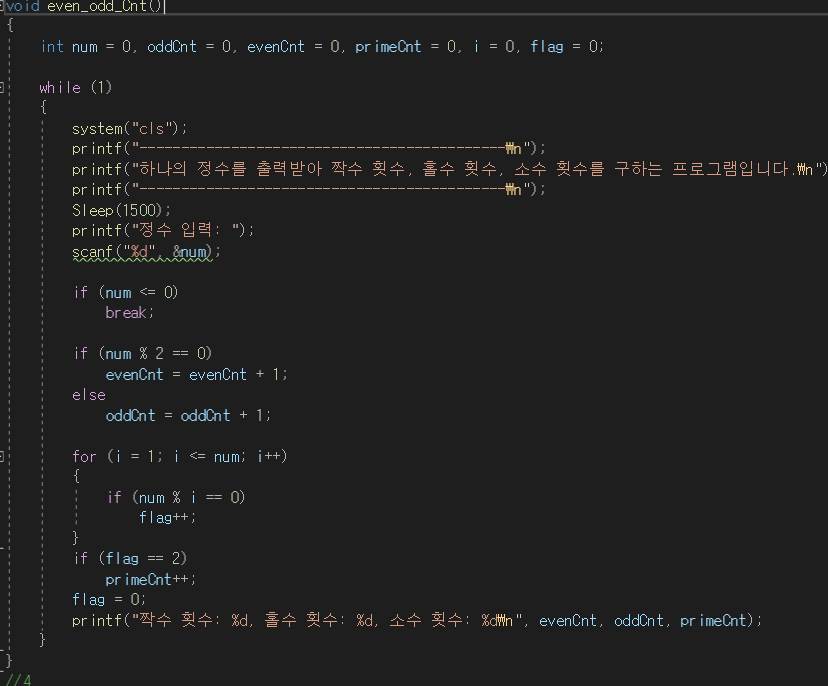 void even_odd_Cnt()
{
int num = 0, oddCnt = 0, evenCnt = 0, primeCnt = 0, i = 0, flag = 0;
while (1)
{
system("cls");
printf("--------------------------------------------₩n");
printf("하나의 정수를 출력받아 짝수 횟수, 홀수 횟수, 소수 횟수를 구하는 프로그램입니다.₩n")
printf("--------------------------------------------₩n");
Sleep(1500);
printf("정수 입력: ");
scanf("%d", &num);
if (num <= 0)
break;
if (num % 2 == 0)
evenCnt = evenCnt + 1;
else
oddCnt = oddCnt + 1;
for (i = 1; i <= num; i++)
{
if (num % i == 0)
flag++;
}
if (flag == 2)
primeCnt++;
flag = 0;
printf("짝수 횟수: %d, 홀수 횟수: %d, 소수 횟수: %d₩n", evenCnt, oddCnt, primeCnt);
}
}
//4